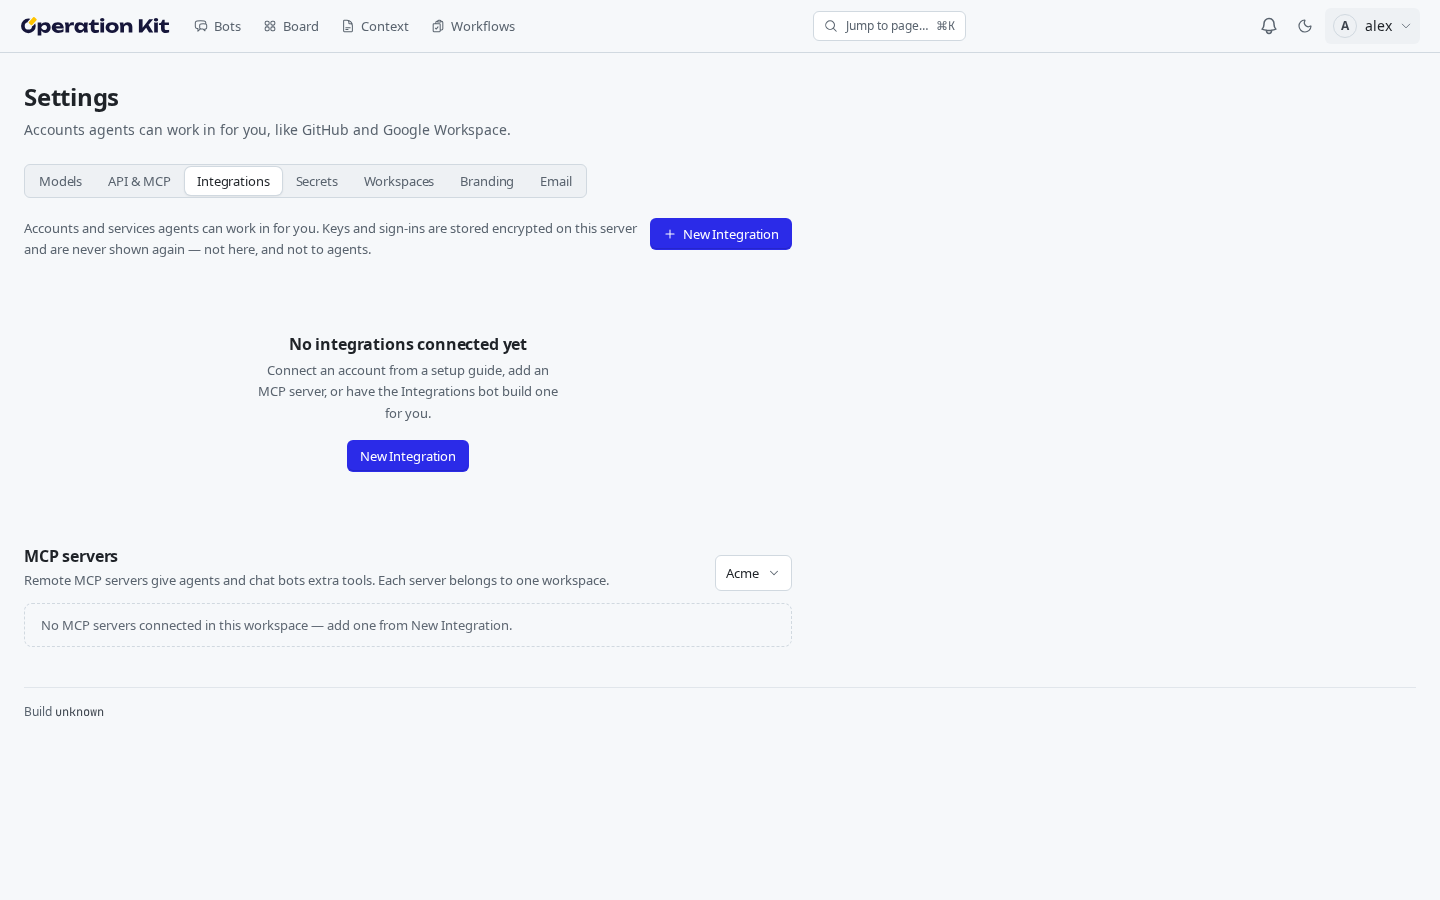 Operation Kit
Bots
Board
Context
Workflows
Jump to page... ⌘K
A
alex
Settings
Accounts agents can work in for you, like GitHub and Google Workspace.
Models
API & MCP
Integrations
Secrets
Workspaces
Branding
Email
Accounts and services agents can work in for you. Keys and sign-ins are stored encrypted on this server
and are never shown again — not here, and not to agents.
New Integration
No integrations connected yet
Connect an account from a setup guide, add an
MCP server, or have the Integrations bot build one
for you.
New Integration
MCP servers
Remote MCP servers give agents and chat bots extra tools. Each server belongs to one workspace.
Acme
No MCP servers connected in this workspace — add one from New Integration.
Build unknown